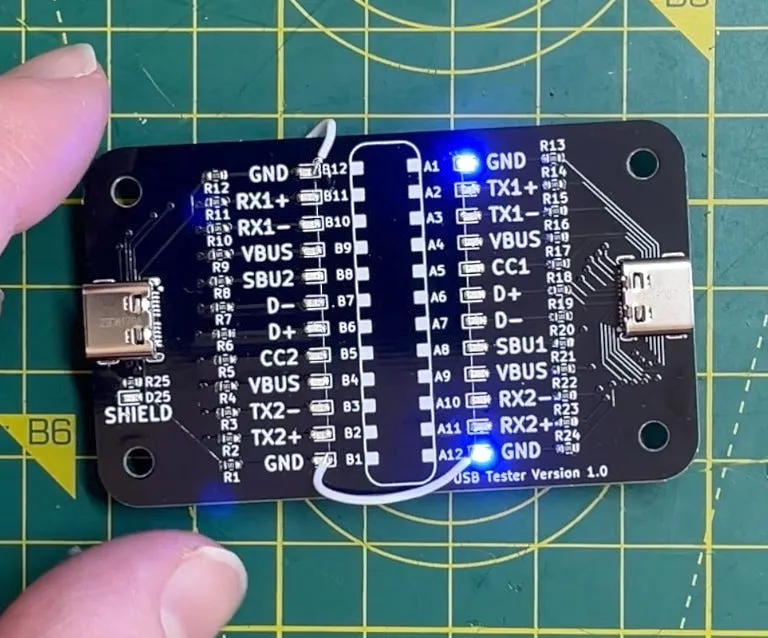 B8
R13
GND B12 A1 GND
R12 R14
RX1+ B11 A2 TX1+
R11 R15
RX1- B10 A3 TX1-
R10 R16
VBUS B9 A4 VBUS
R9 R17
SBU2 B8 A5 CC1
R8 R18
D- B7 A6 D+
R7 R19
D+ B6 A7 D-
R6 R20
CC2 B5 A8 SBU1
R5 R21
VBUS B4 A9 VBUS
R25 R4 R22
D25
TX2- B3 A10 RX2-
SHIELD R3 R23
TX2+ B2 A11 RX2+
R2 R24
GND B1 A12 GND
R1
USB Tester Version 1.0
B6